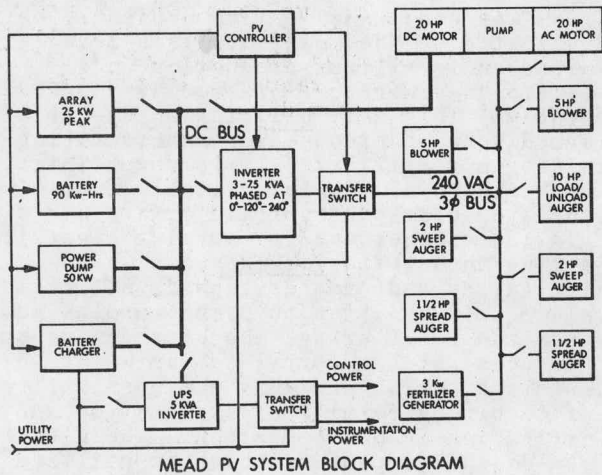 PV
CONTROLLER
20 HP
DC MOTOR
PUMP
20 HP
AC MOTOR
ARRAY
25 KW
PEAK
DC BUS
5 HP
BLOWER
5 HP
BLOWER
BATTERY
90 Kw-Hrs
INVERTER
3-7.5 KVA
PHASED AT
0°-120°-240°
TRANSFER
SWITCH
240 VAC
3ϕ BUS
10 HP
LOAD/
UNLOAD
AUGER
2 HP
SWEEP
AUGER
2 HP
SWEEP
AUGER
POWER
DUMP
50 KW
1 1/2 HP
SPREAD
AUGER
1 1/2 HP
SPREAD
AUGER
BATTERY
CHARGER
UPS
5 KVA
INVERTER
TRANSFER
SWITCH
CONTROL
POWER
INSTRUMENTATION
POWER
3 Kw
FERTILIZER
GENERATOR
UTILITY
POWER
MEAD PV SYSTEM BLOCK DIAGRAM